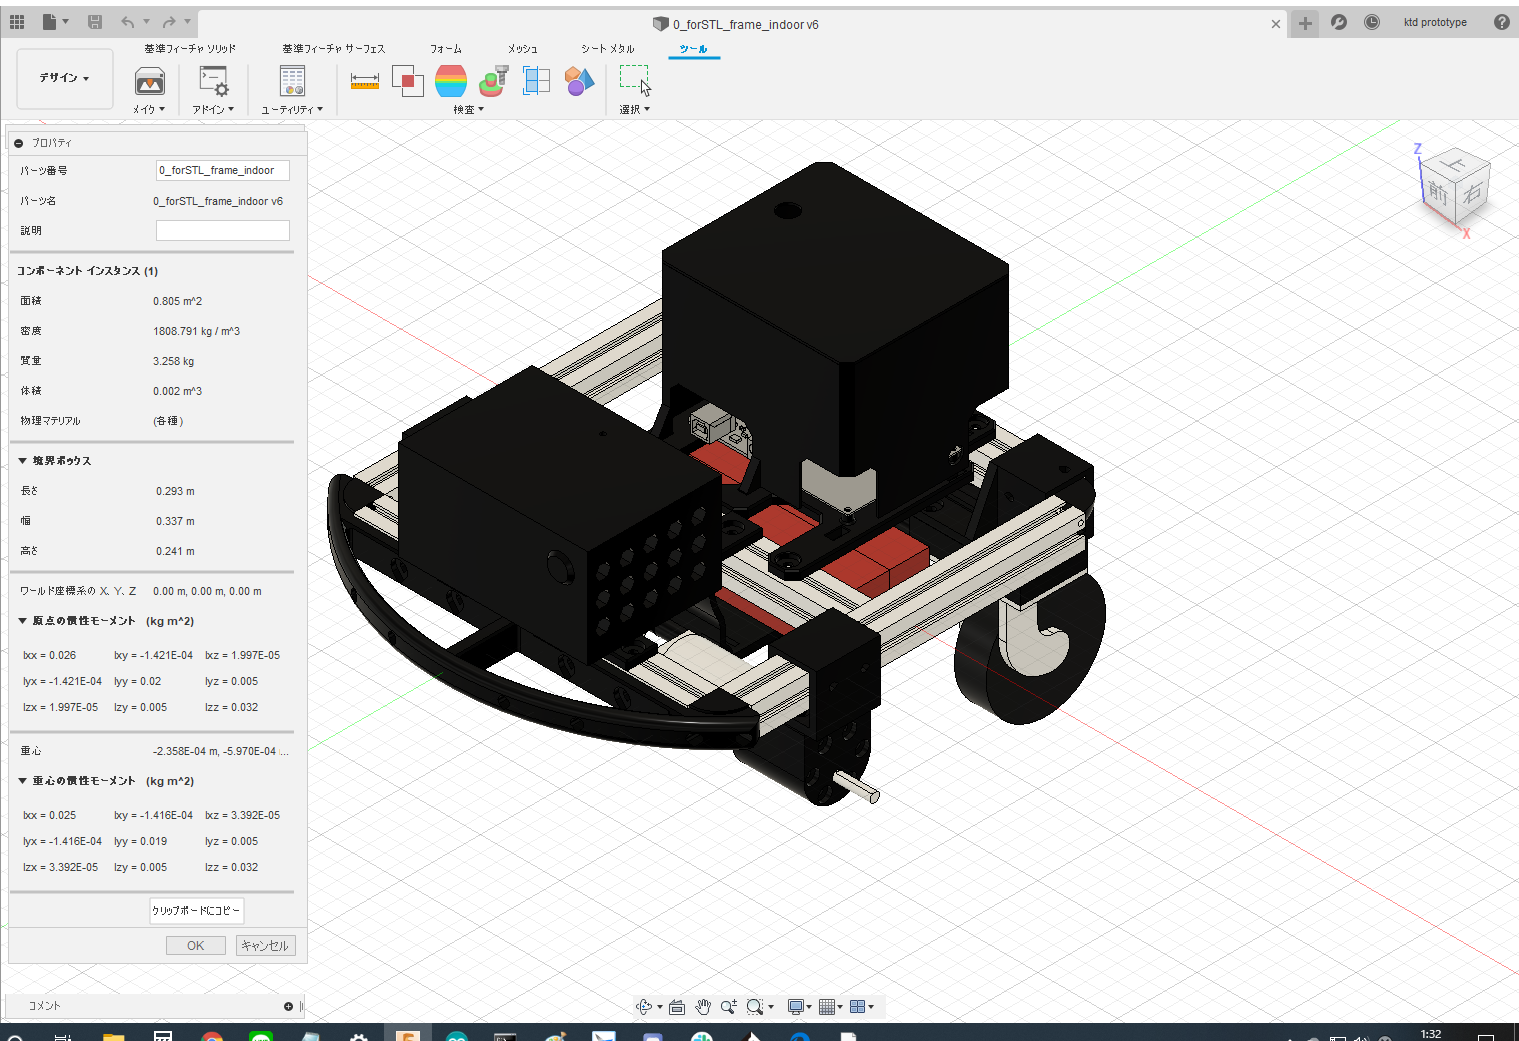 0_forSTL_frame_indoor v6
ktd prototype
デザイン
基準フィーチャ ソリッド
基準フィーチャ サーフェス
フォーム
メッシュ
シート メタル
ツール
メイク
アドイン
ユーティリティ
検査
選択
プロパティ
パーツ番号 0_forSTL_frame_indoor
パーツ名 0_forSTL_frame_indoor v6
説明
コンポーネント インスタンス (1)
面積 0.805 m^2
密度 1808.791 kg / m^3
質量 3.258 kg
体積 0.002 m^3
物理マテリアル (各種)
境界ボックス
長さ 0.293 m
幅 0.337 m
高さ 0.241 m
ワールド座標系の X、Y、Z 0.00 m, 0.00 m, 0.00 m
原点の慣性モーメント (kg m^2)
Ixx = 0.026 Ixy = -1.421E-04 Ixz = 1.997E-05
Iyx = -1.421E-04 Iyy = 0.02 Iyz = 0.005
Izx = 1.997E-05 Izy = 0.005 Izz = 0.032
重心 -2.358E-04 m, -5.970E-04 ...
重心の慣性モーメント (kg m^2)
Ixx = 0.025 Ixy = -1.416E-04 Ixz = 3.392E-05
Iyx = -1.416E-04 Iyy = 0.019 Iyz = 0.005
Izx = 3.392E-05 Izy = 0.005 Izz = 0.032
クリップボードにコピー
OK キャンセル
コメント
Z
上
前
右
X
1:32